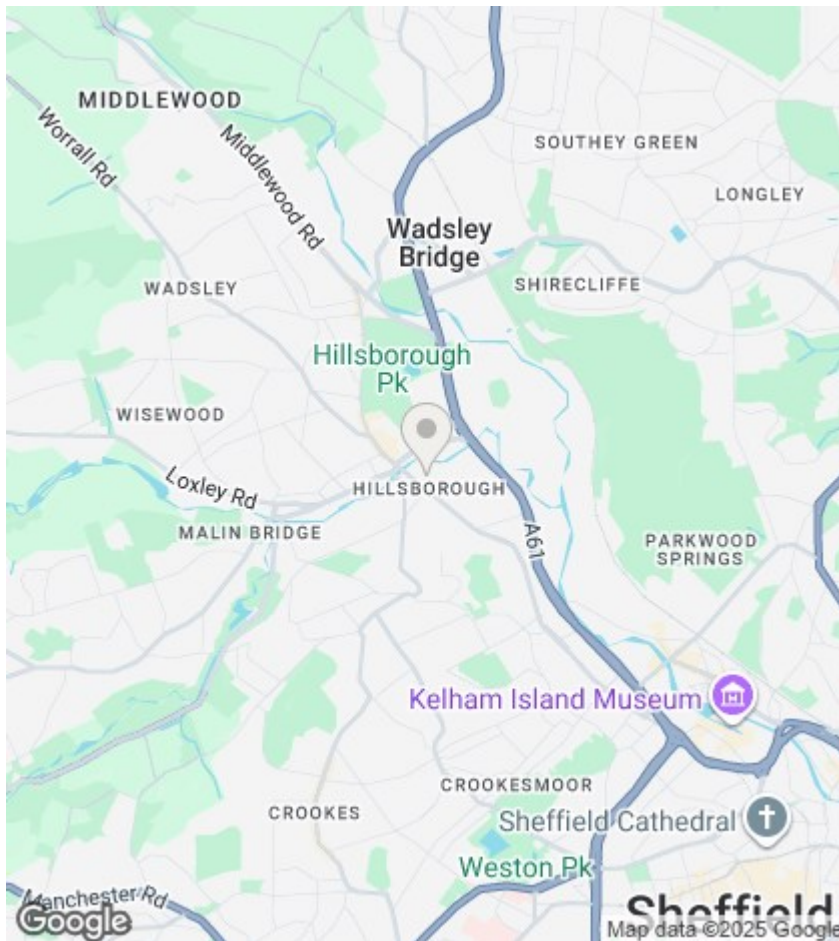 MIDDLEWOOD
Worrall Rd
Middlewood Rd
SOUTHEY GREEN
LONGLEY
Wadsley
Bridge
WADSLEY
SHIRECLIFFE
Hillsborough
Pk
WISEWOOD
Loxley Rd
HILLSBOROUGH
MALIN BRIDGE
A61
PARKWOOD
SPRINGS
Kelham Island Museum
CROOKESMOOR
CROOKES
Sheffield Cathedral
Weston Pk
Manchester Rd
Sheffield
Google
Map data ©2025 Google